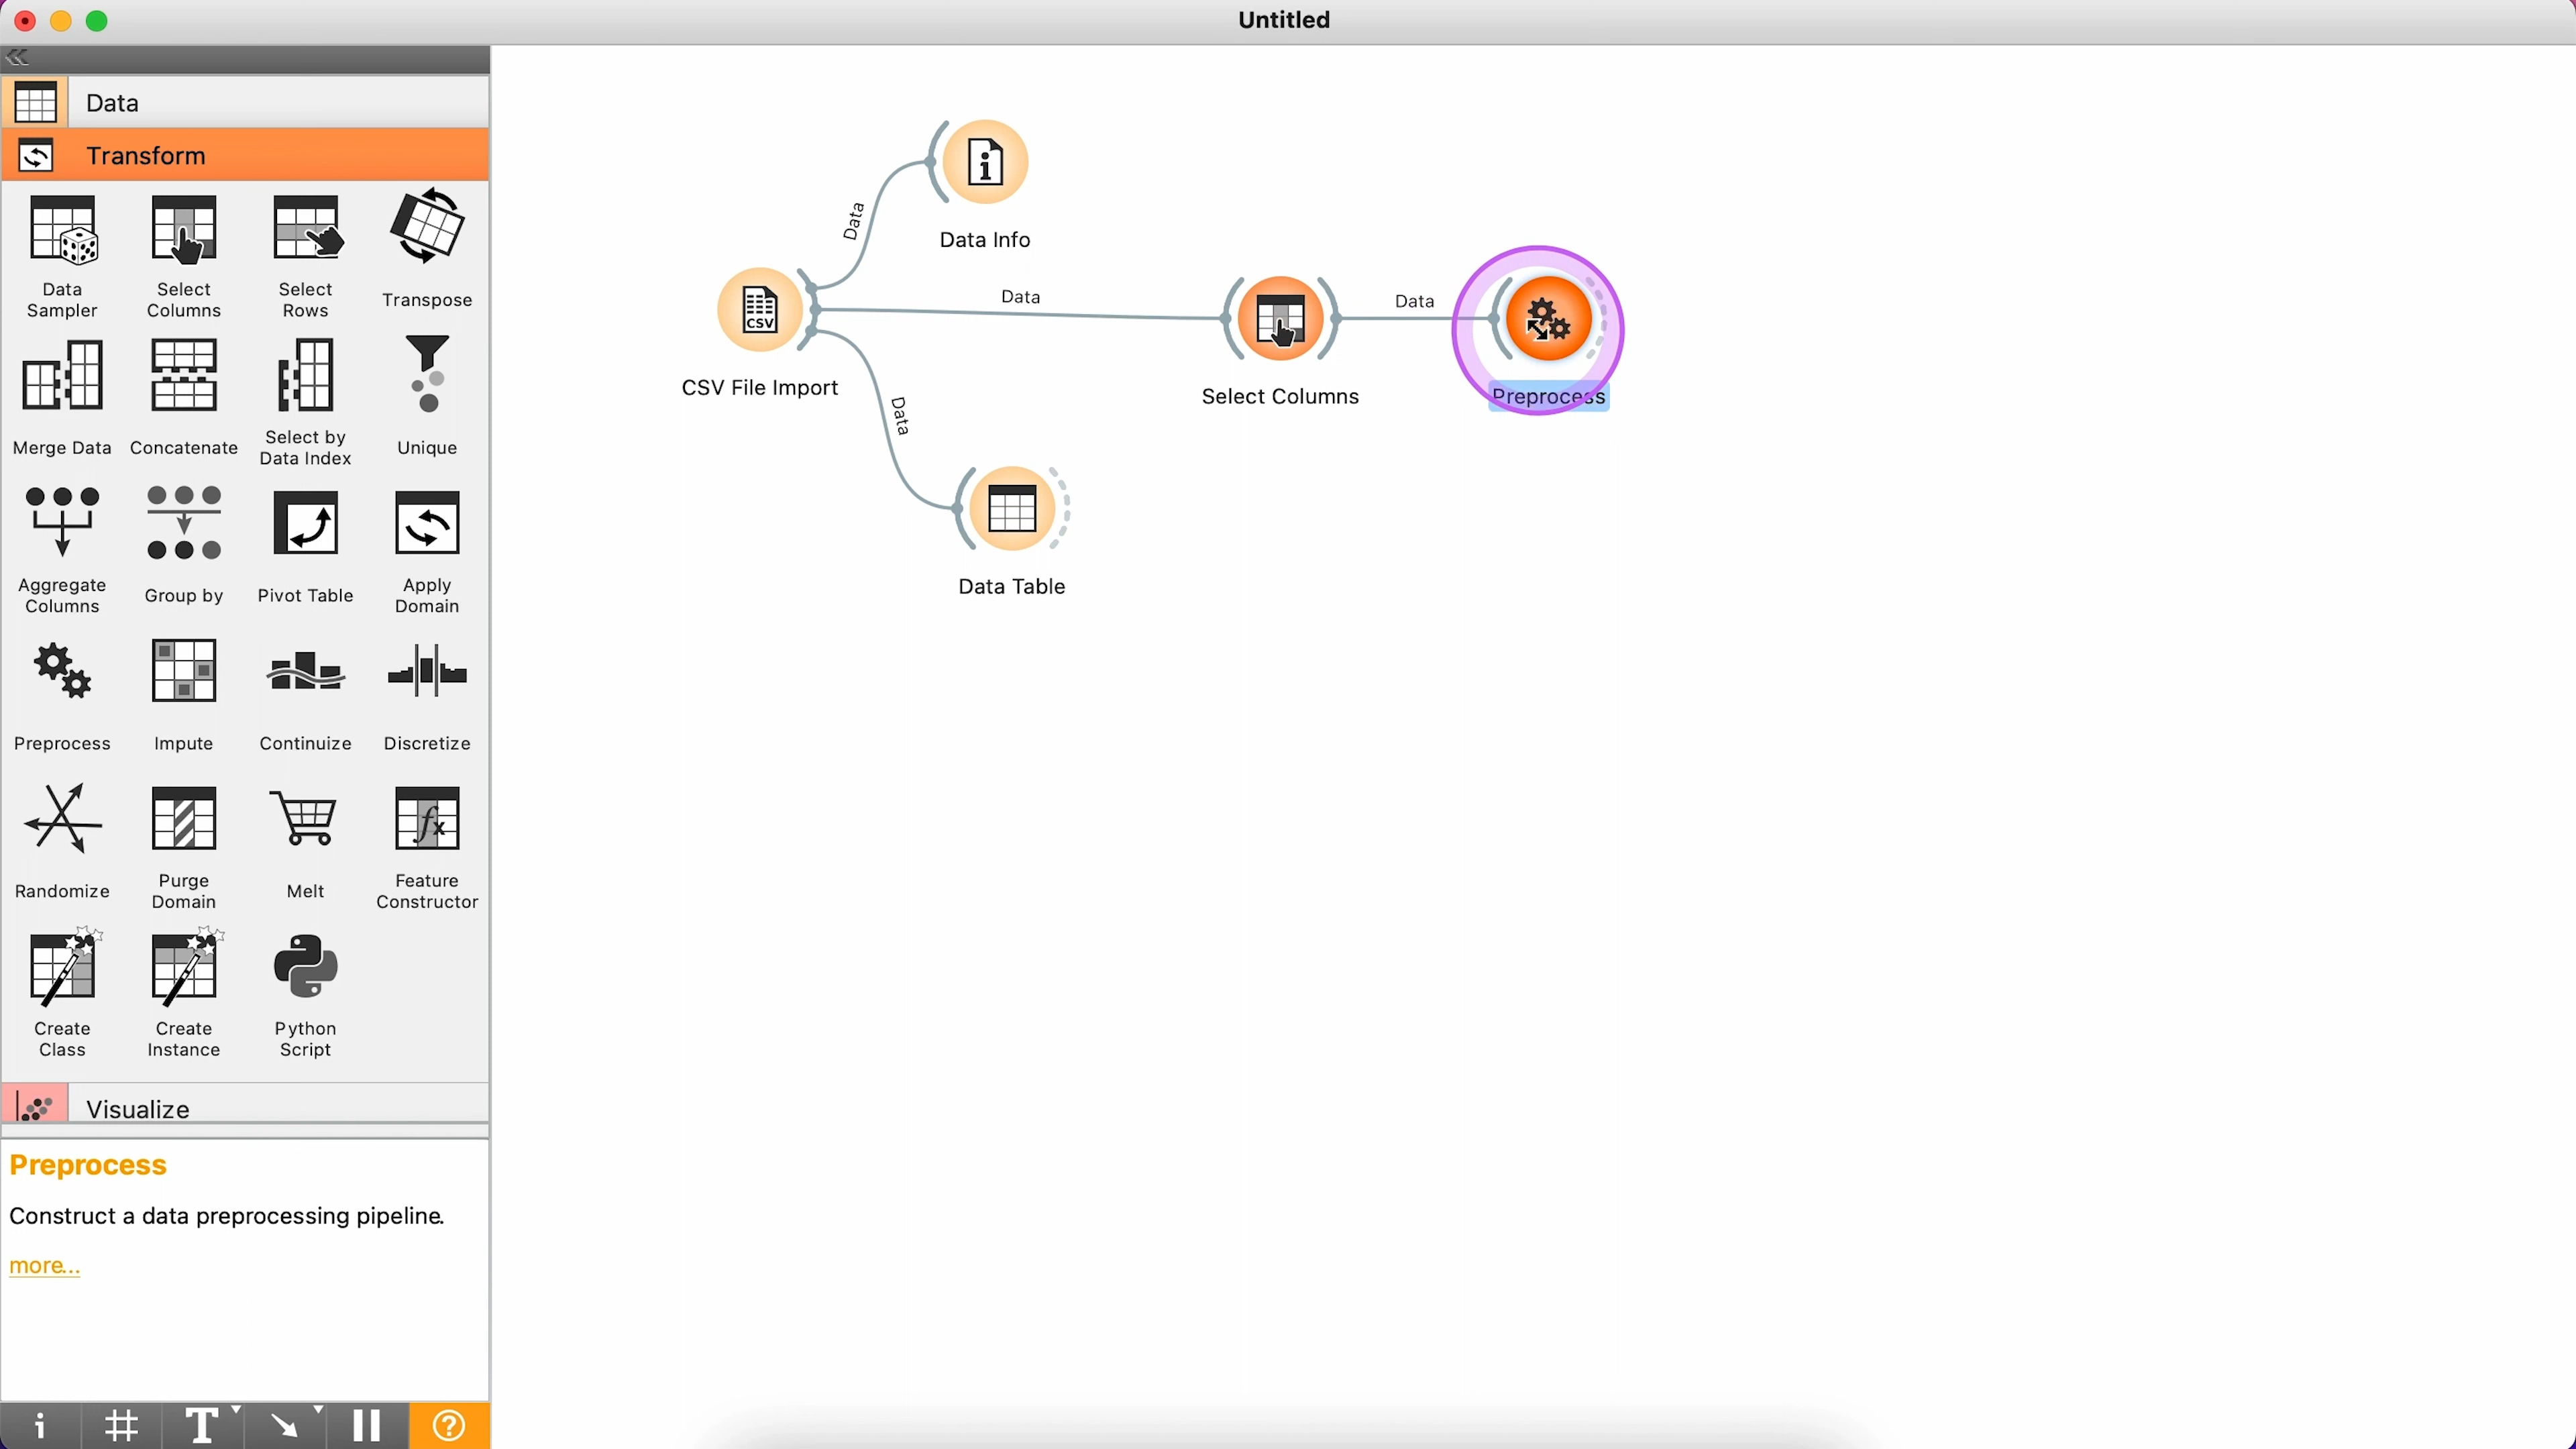 Untitled
Data
Transform
Data
Sampler
Select
Columns
Select
Rows
Transpose
Merge Data
Concatenate
Select by
Data Index
Unique
Aggregate
Columns
Group by
Pivot Table
Apply
Domain
Preprocess
Impute
Continuize
Discretize
Randomize
Purge
Domain
Melt
Feature
Constructor
Create
Class
Create
Instance
Python
Script
Visualize
Preprocess
Construct a data preprocessing pipeline.
more...
Data
Data Info
CSV
CSV File Import
Data
Select Columns
Data
Preprocess
Data
Data Table